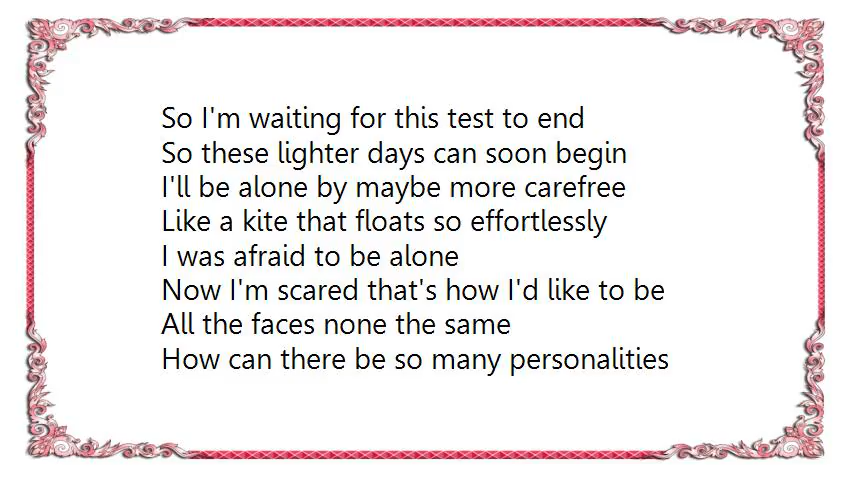 So I'm waiting for this test to end
So these lighter days can soon begin
I'll be alone by maybe more carefree
Like a kite that floats so effortlessly
I was afraid to be alone
Now I'm scared that's how I'd like to be
All the faces none the same
How can there be so many personalities